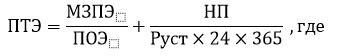 ПТЭ = МЗПЭ⬚ / ПОЭ⬚ + НП / (Руст × 24 × 365) , где